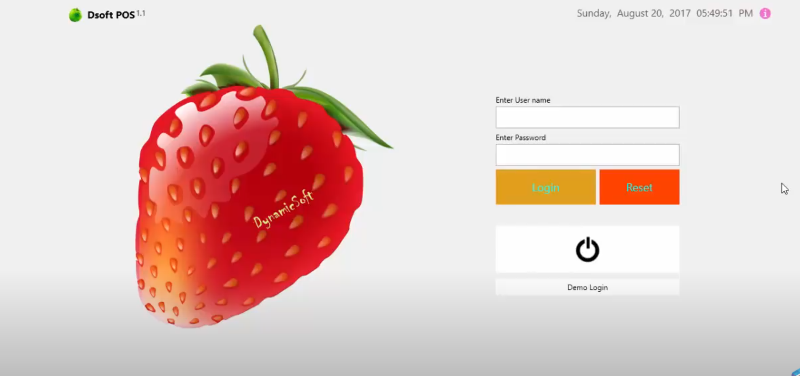 Dsoft POS 1.1
Sunday, August 20, 2017 05:49:51 PM
Enter User name
Enter Password
Login
Reset
DynamicSoft
Demo Login